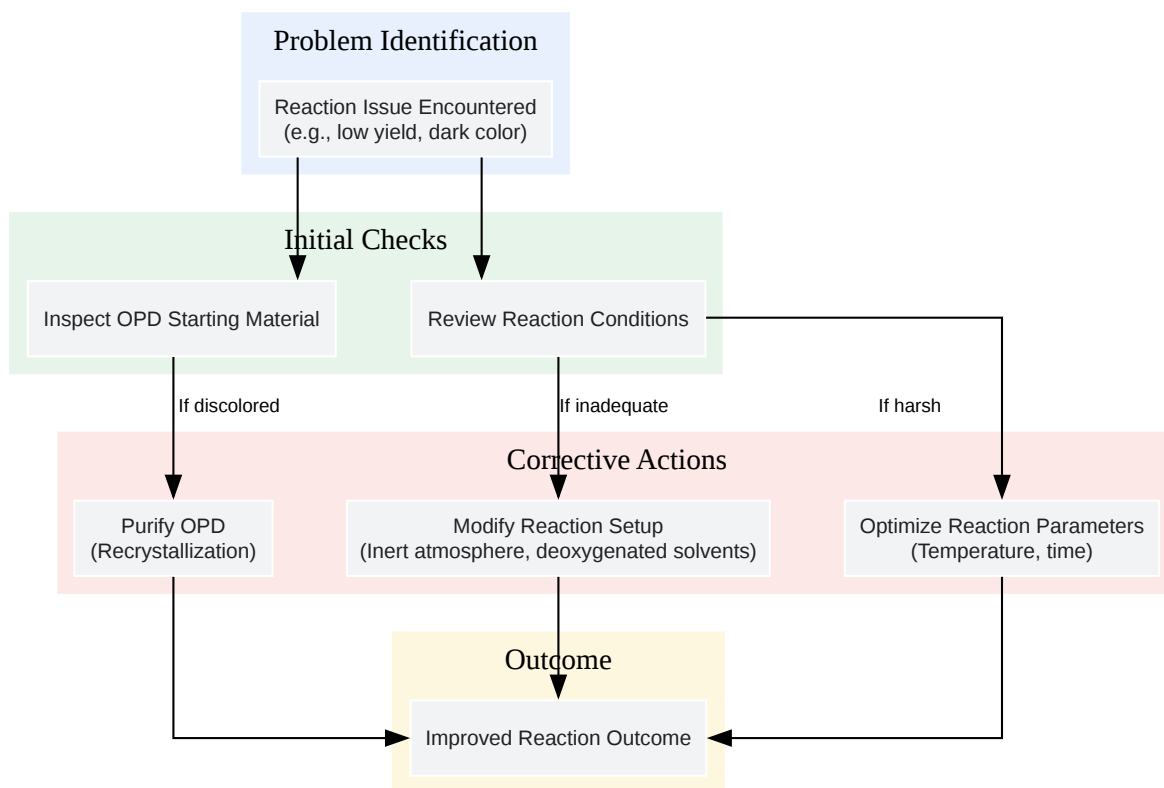 Problem Identification
Reaction Issue Encountered
(e.g., low yield, dark color)
Initial Checks
Inspect OPD Starting Material
Review Reaction Conditions
If discolored
If inadequate
If harsh
Corrective Actions
Purify OPD
(Recrystallization)
Modify Reaction Setup
(Inert atmosphere, deoxygenated solvents)
Optimize Reaction Parameters
(Temperature, time)
Outcome
Improved Reaction Outcome